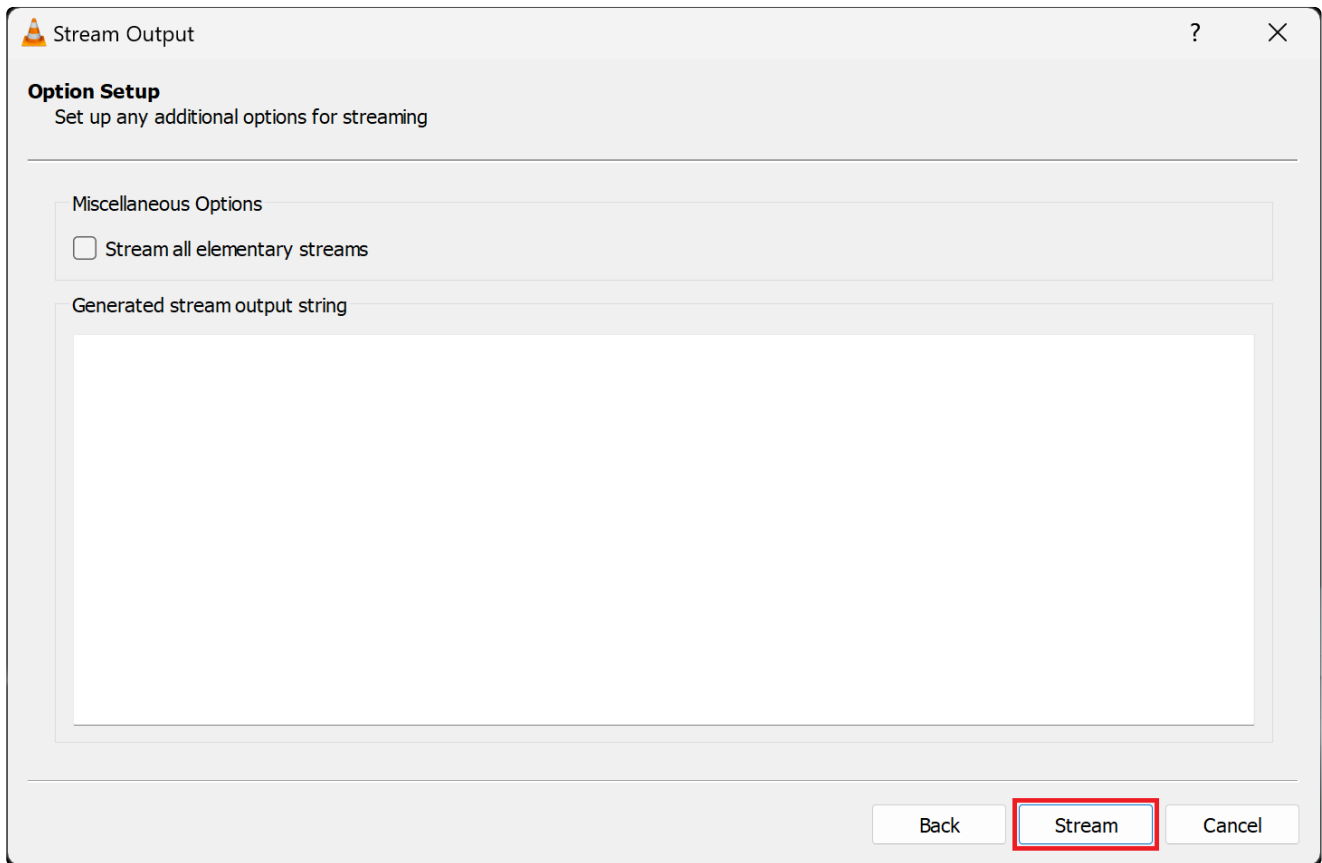 Stream Output ?
Option Setup
Set up any additional options for streaming
Miscellaneous Options
Stream all elementary streams
Generated stream output string
Back Stream Cancel